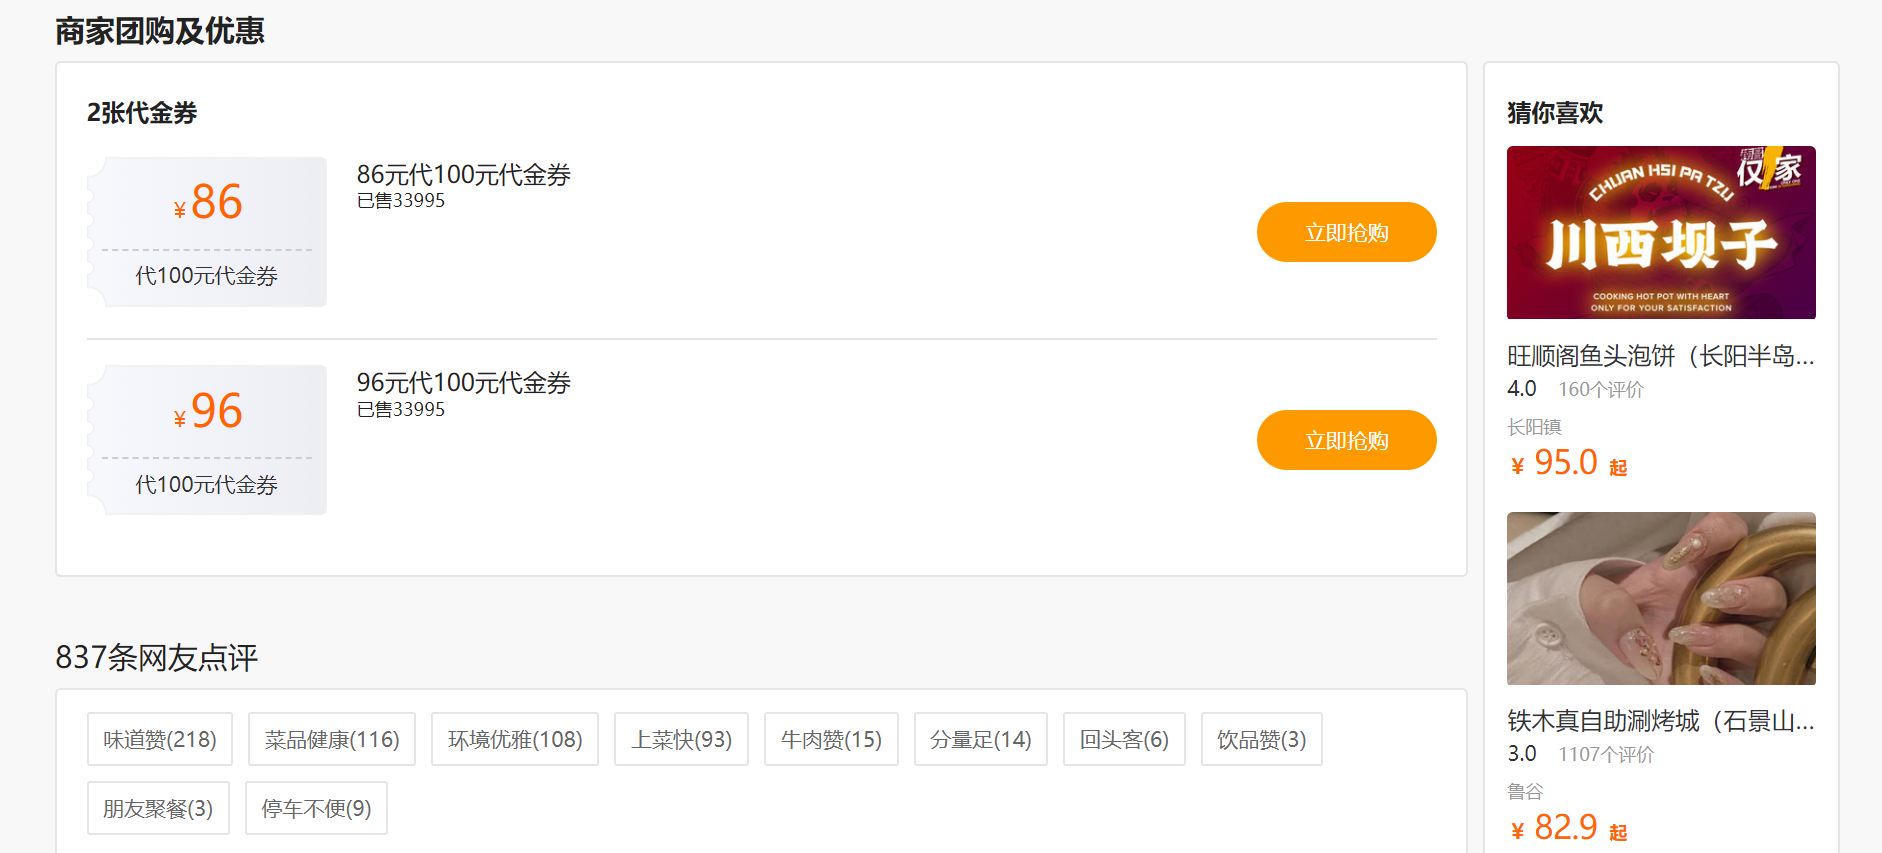 商家团购及优惠
2张代金券
¥86
代100元代金券
86元代100元代金券
已售33995
立即抢购
¥96
代100元代金券
96元代100元代金券
已售33995
立即抢购
837条网友点评
味道赞(218) 菜品健康(116) 环境优雅(108) 上菜快(93) 牛肉赞(15) 分量足(14) 回头客(6) 饮品赞(3)
朋友聚餐(3) 停车不便(9)
猜你喜欢
仅1家
CHUAN HSI PA TZU
川西坝子
COOKING HOT POT WITH HEART
ONLY FOR YOUR SATISFACTION
旺顺阁鱼头泡饼（长阳半岛...
4.0 160个评价
长阳镇
¥ 95.0 起
铁木真自助涮烤城（石景山...
3.0 1107个评价
鲁谷
¥ 82.9 起